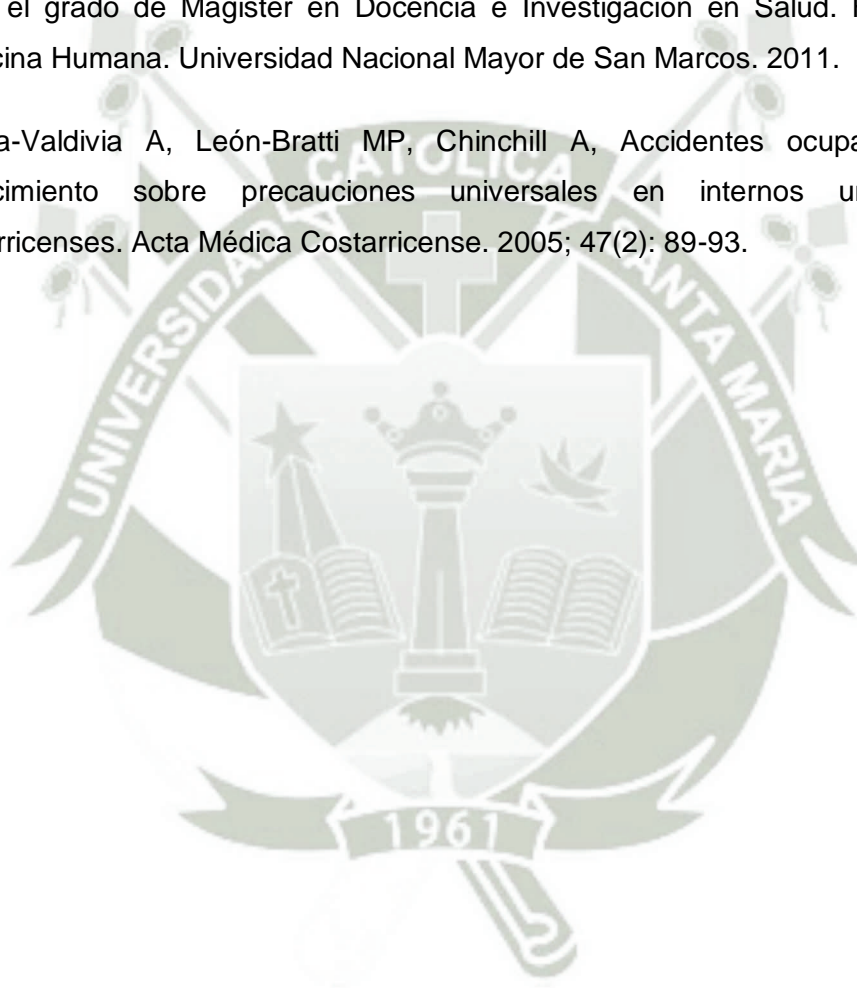 el grado de Magister en Docencia e Investigación en Salud.
cina Humana. Universidad Nacional Mayor de San Marcos. 2011.
a-Valdivia A, León-Bratti MP, Chinchill A, Accidentes ocupa
cimiento sobre precauciones universales en internos un
rricenses. Acta Médica Costarricense. 2005; 47(2): 89-93.
UNIVERSIDAD CATOLICA SANTA MARIA
1961